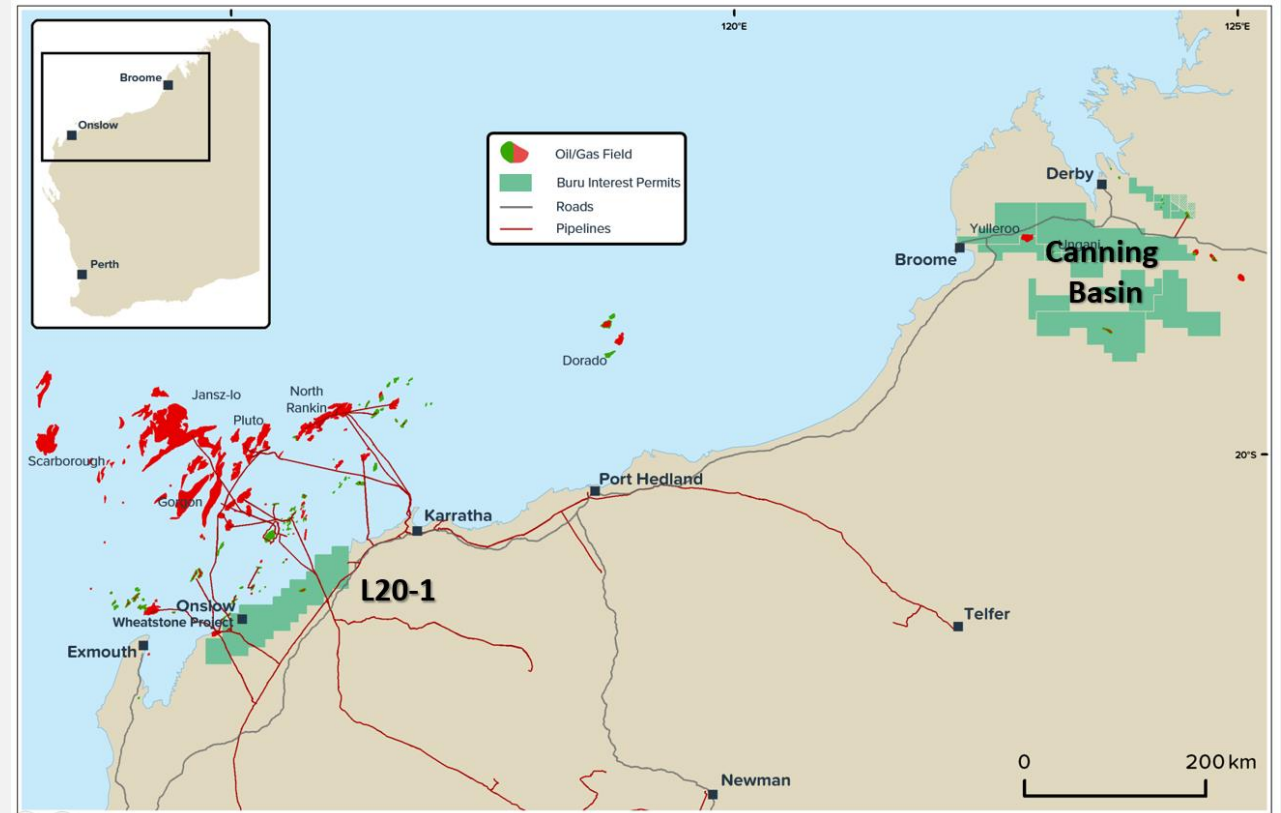 120°E
125°E
Broome
Onslow
Perth
Oil/Gas Field
Buru Interest Permits
Roads
Pipelines
Derby
Yulleroo
Ungani
Broome
Canning
Basin
Dorado
Jansz-Io
North
Rankin
Pluto
Scarborough
Gorgon
20°S
Port Hedland
Karratha
L20-1
Onslow
Wheatstone Project
Exmouth
Telfer
Newman
0
200 km